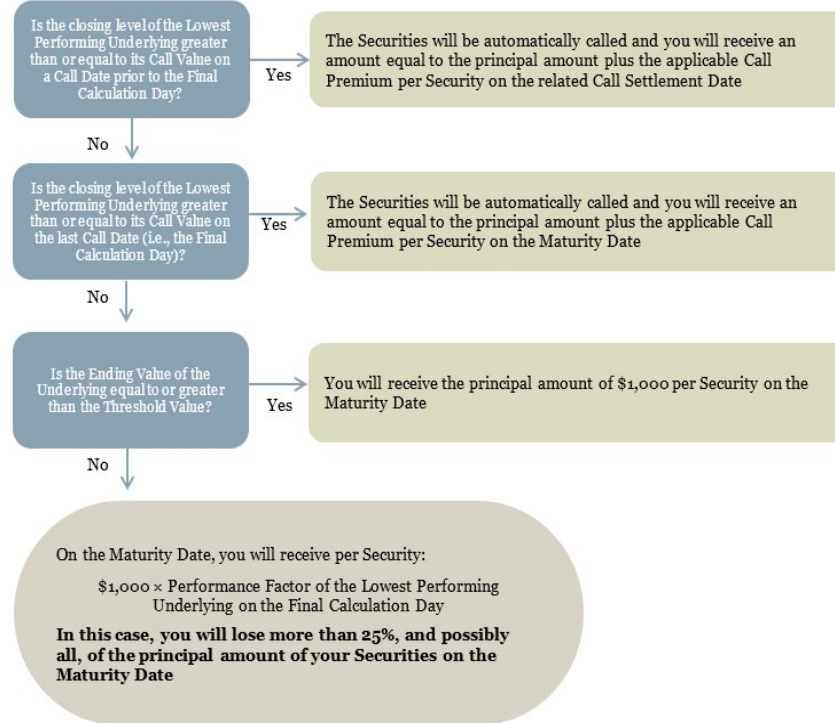 Is the closing level of the Lowest
Performing Underlying greater
than or equal to its Call Value on
a Call Date prior to the Final
Calculation Day?
Yes
The Securities will be automatically called and you will receive an
amount equal to the principal amount plus the applicable Call
Premium per Security on the related Call Settlement Date
No
Is the closing level of the Lowest
Performing Underlying greater
than or equal to its Call Value on
the last Call Date (i.e., the Final
Calculation Day)?
Yes
The Securities will be automatically called and you will receive an
amount equal to the principal amount plus the applicable Call
Premium per Security on the Maturity Date
No
Is the Ending Value of the
Underlying equal to or greater
than the Threshold Value?
Yes
You will receive the principal amount of $1,000 per Security on the
Maturity Date
No
On the Maturity Date, you will receive per Security:
$1,000 × Performance Factor of the Lowest Performing
Underlying on the Final Calculation Day
In this case, you will lose more than 25%, and possibly
all, of the principal amount of your Securities on the
Maturity Date